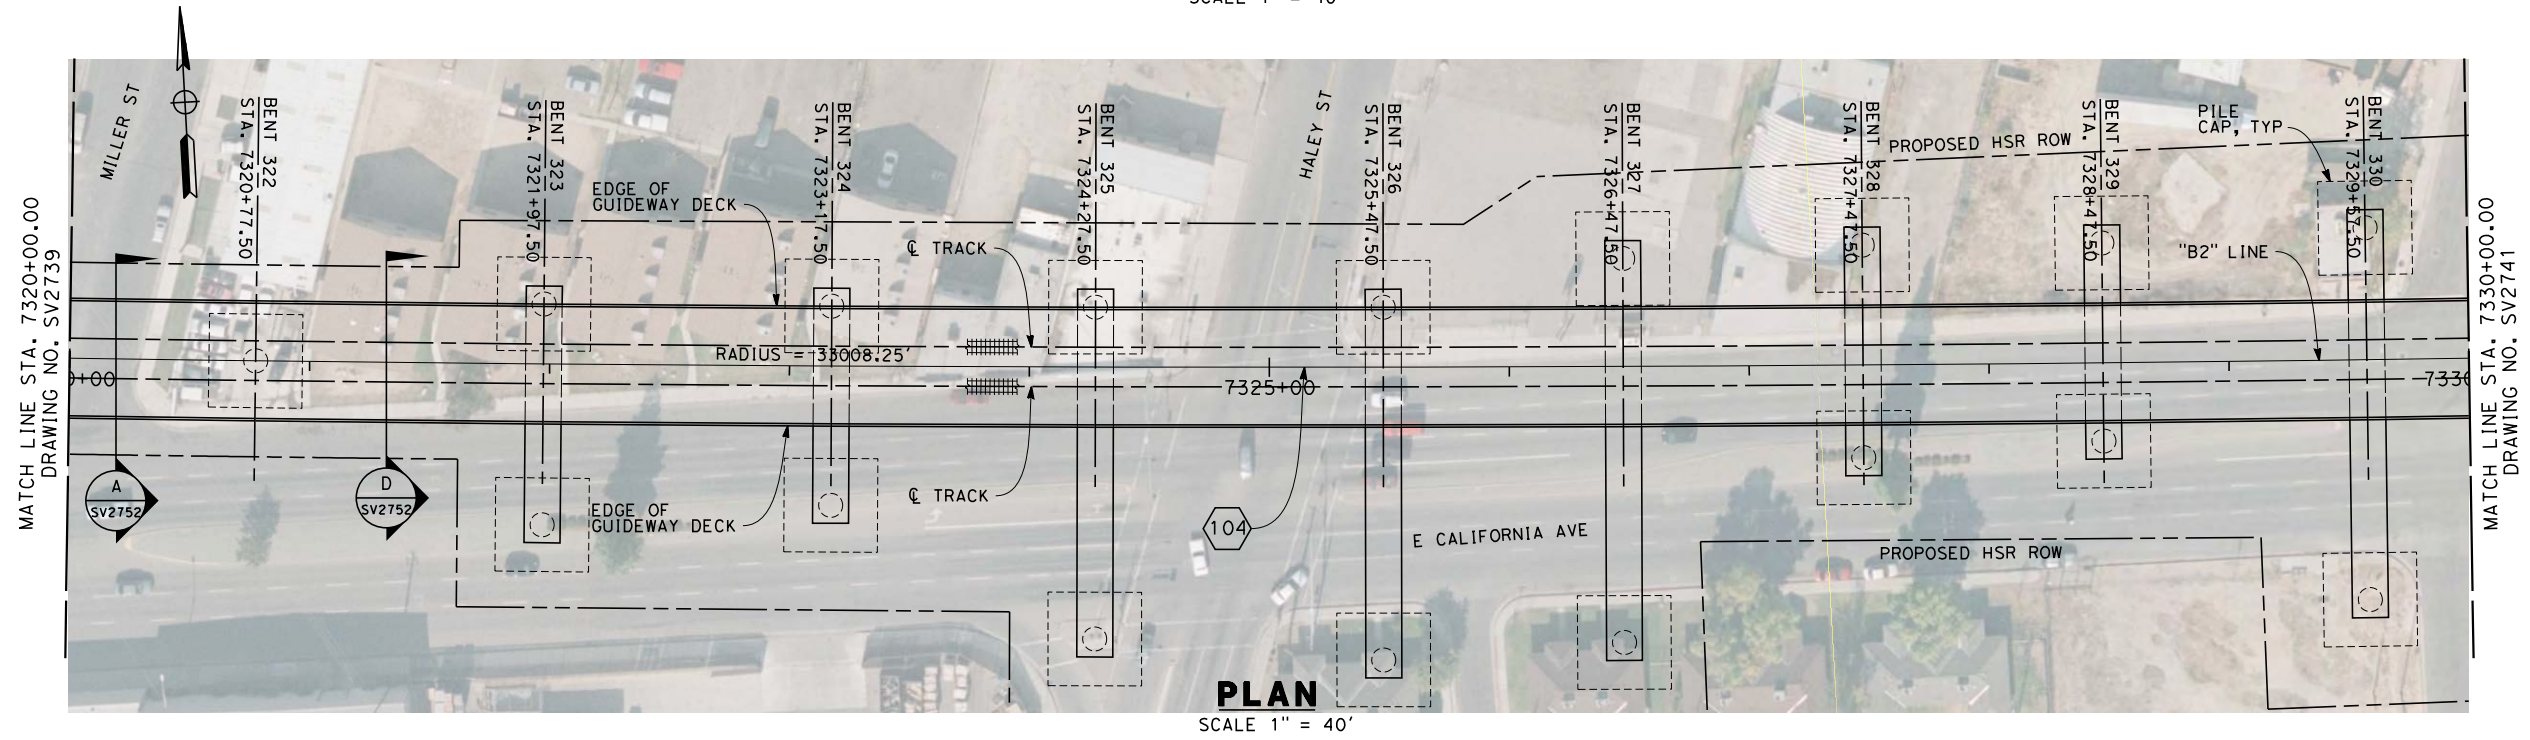 SCALE 1" = 40'
MILLER ST
BENT 322
STA. 7320+77.50
BENT 323
STA. 7321+97.50
BENT 324
STA. 7323+17.50
BENT 325
STA. 7324+27.50
HALEY ST
BENT 326
STA. 7325+47.50
BENT 327
STA. 7326+47.50
BENT 328
STA. 7327+47.50
BENT 329
STA. 7328+47.50
BENT 330
STA. 7329+57.50
PILE
CAP, TYP
PROPOSED HSR ROW
EDGE OF
GUIDEWAY DECK
℄ TRACK
"B2" LINE
MATCH LINE STA. 7320+00.00
DRAWING NO. SV2739
MATCH LINE STA. 7330+00.00
DRAWING NO. SV2741
RADIUS = 33008.25'
0+00
7325+00
7330
A
SV2752
D
SV2752
EDGE OF
GUIDEWAY DECK
℄ TRACK
104
E CALIFORNIA AVE
PROPOSED HSR ROW
PLAN
SCALE 1" = 40'